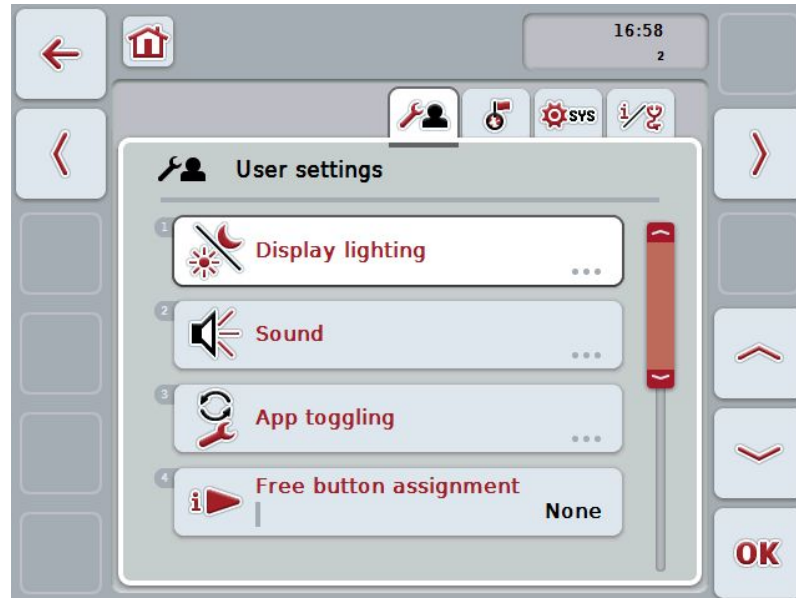 16:58
2
SYS
i
User settings
1
Display lighting
2
Sound
3
App toggling
4
Free button assignment
i
None
OK